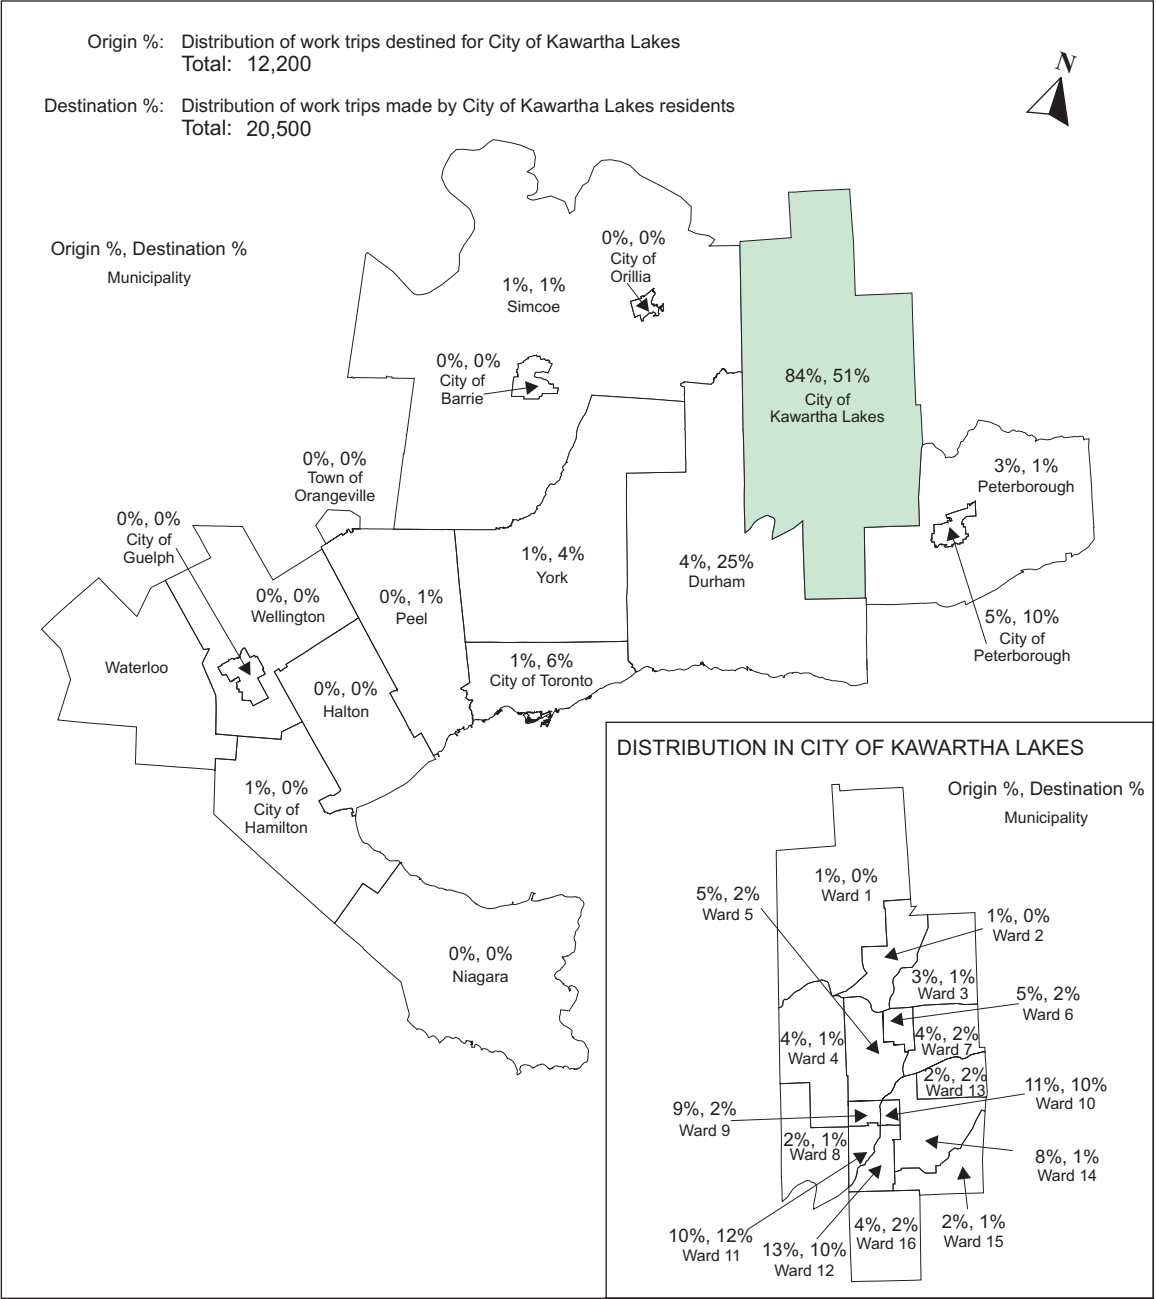 Origin %: Distribution of work trips destined for City of Kawartha Lakes
Total: 12,200
N
Destination %: Distribution of work trips made by City of Kawartha Lakes residents
Total: 20,500
Origin %, Destination %
Municipality
0%, 0%
City of
Orillia
1%, 1%
Simcoe
0%, 0%
City of
Barrie
84%, 51%
City of
Kawartha Lakes
0%, 0%
Town of
Orangeville
3%, 1%
Peterborough
0%, 0%
City of
Guelph
1%, 4%
York
4%, 25%
Durham
0%, 0%
Wellington
0%, 1%
Peel
5%, 10%
City of
Peterborough
Waterloo
1%, 6%
City of Toronto
0%, 0%
Halton
1%, 0%
City of
Hamilton
0%, 0%
Niagara
DISTRIBUTION IN CITY OF KAWARTHA LAKES
Origin %, Destination %
Municipality
1%, 0%
Ward 1
5%, 2%
Ward 5
1%, 0%
Ward 2
3%, 1%
Ward 3
5%, 2%
Ward 6
4%, 1%
Ward 4
4%, 2%
Ward 7
2%, 2%
Ward 13
11%, 10%
Ward 10
9%, 2%
Ward 9
2%, 1%
Ward 8
8%, 1%
Ward 14
10%, 12%
Ward 11
13%, 10%
Ward 12
4%, 2%
Ward 16
2%, 1%
Ward 15